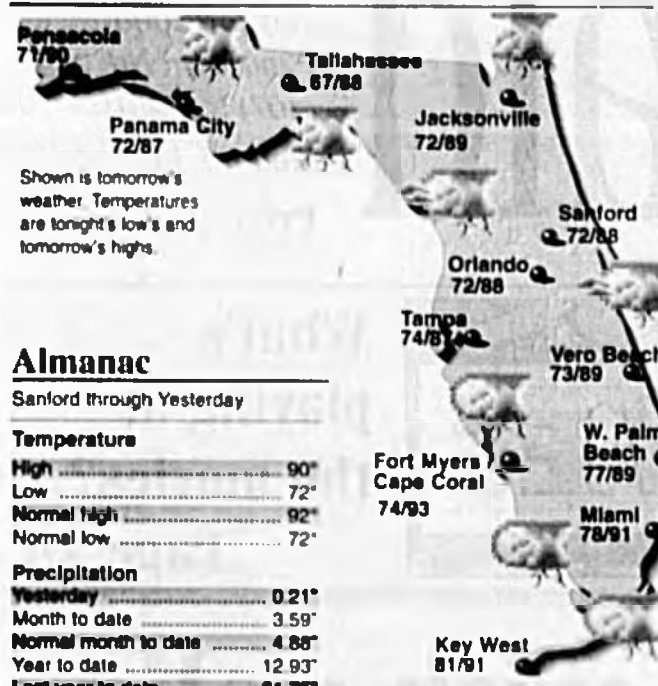 Pensacola
71/90
Tallahassee
67/88
Panama City
72/87
Jacksonville
72/89
Shown is tomorrow's
weather. Temperatures
are tonight's low's and
tomorrow's highs.
Sanford
72/88
Orlando
72/88
Tampa
Vero Beach
73/89
W. Palm
Beach
77/89
Fort Myers
Cape Coral
74/93
Miami
78/91
Key West
81/91
Almanac
Sanford through Yesterday
Temperature
High 90°
Low 72°
Normal high 92°
Normal low 72°
Precipitation
Yesterday 0.21"
Month to date 3.59"
Normal month to date 4.88"
Year to date 12.93"
Last year to date